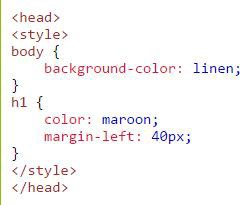 <head>
<style>
body {
    background-color: linen;
}
h1 {
    color: maroon;
    margin-left: 40px;
}
</style>
</head>